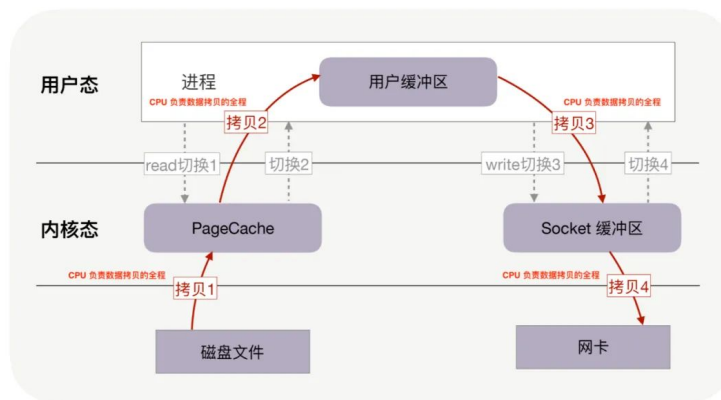 用户态
进程
用户缓冲区
CPU 负责数据拷贝的全程
CPU 负责数据拷贝的全程
拷贝2
拷贝3
read切换1
切换2
write切换3
切换4
内核态
PageCache
Socket 缓冲区
CPU 负责数据拷贝的全程
CPU 负责数据拷贝的全程
拷贝1
拷贝4
磁盘文件
网卡